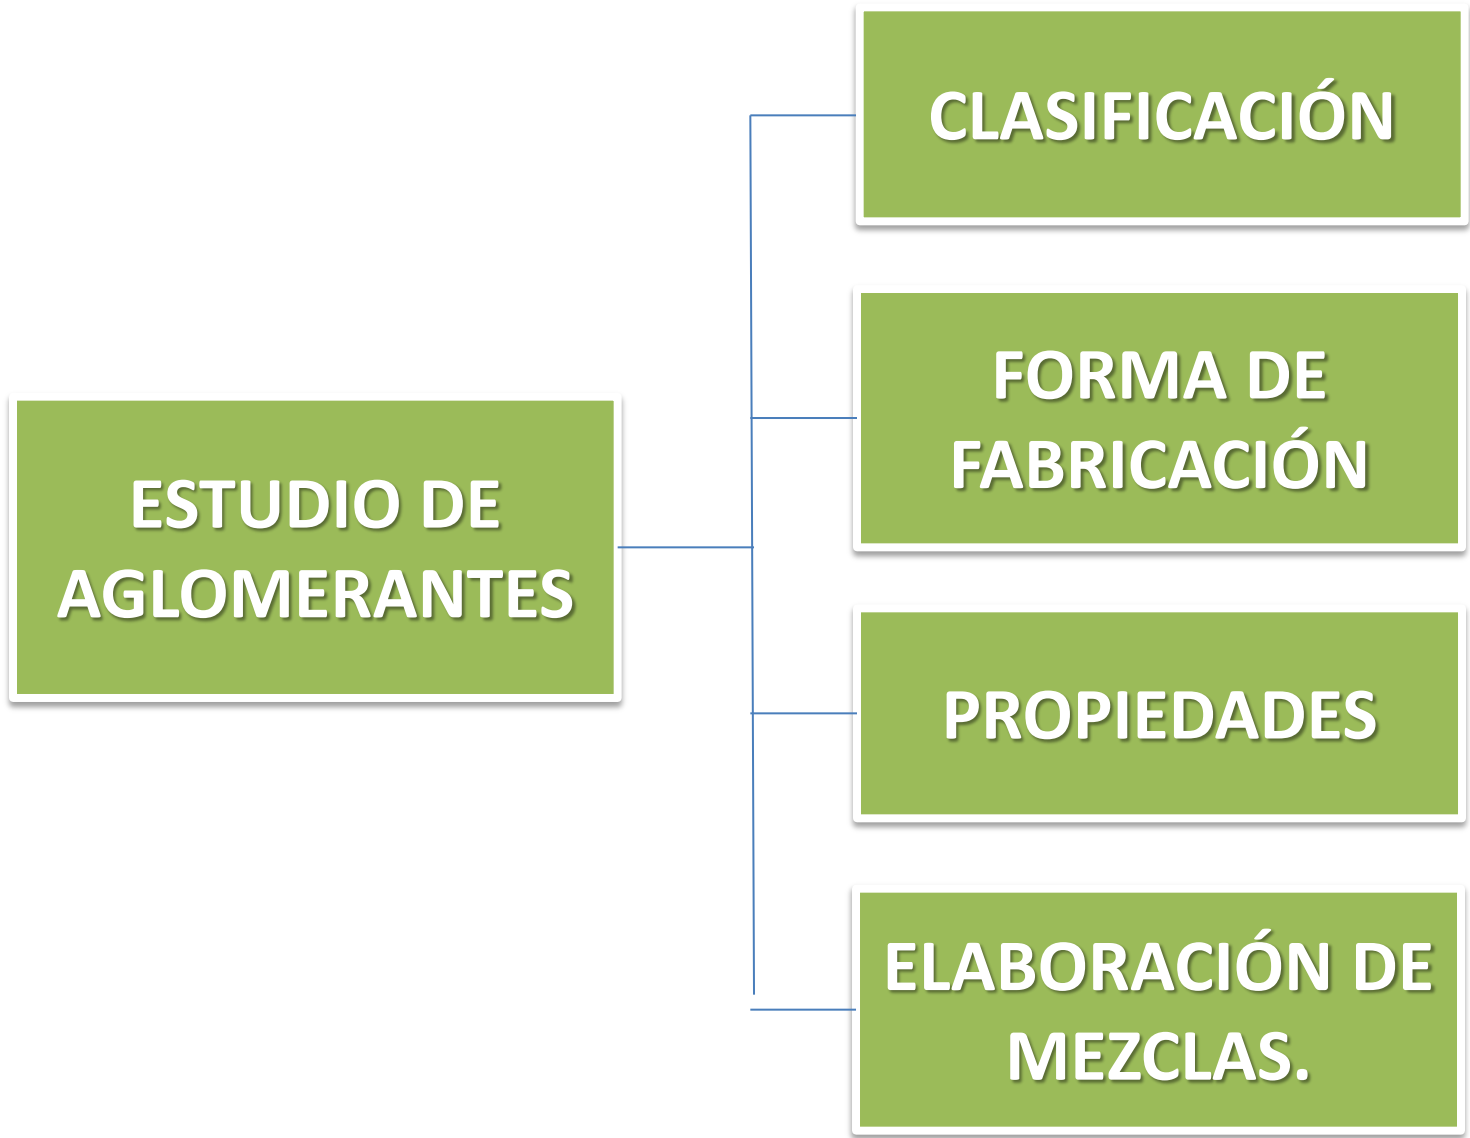 ESTUDIO DE
AGLOMERANTES
CLASIFICACIÓN
FORMA DE
FABRICACIÓN
PROPIEDADES
ELABORACIÓN DE
MEZCLAS.